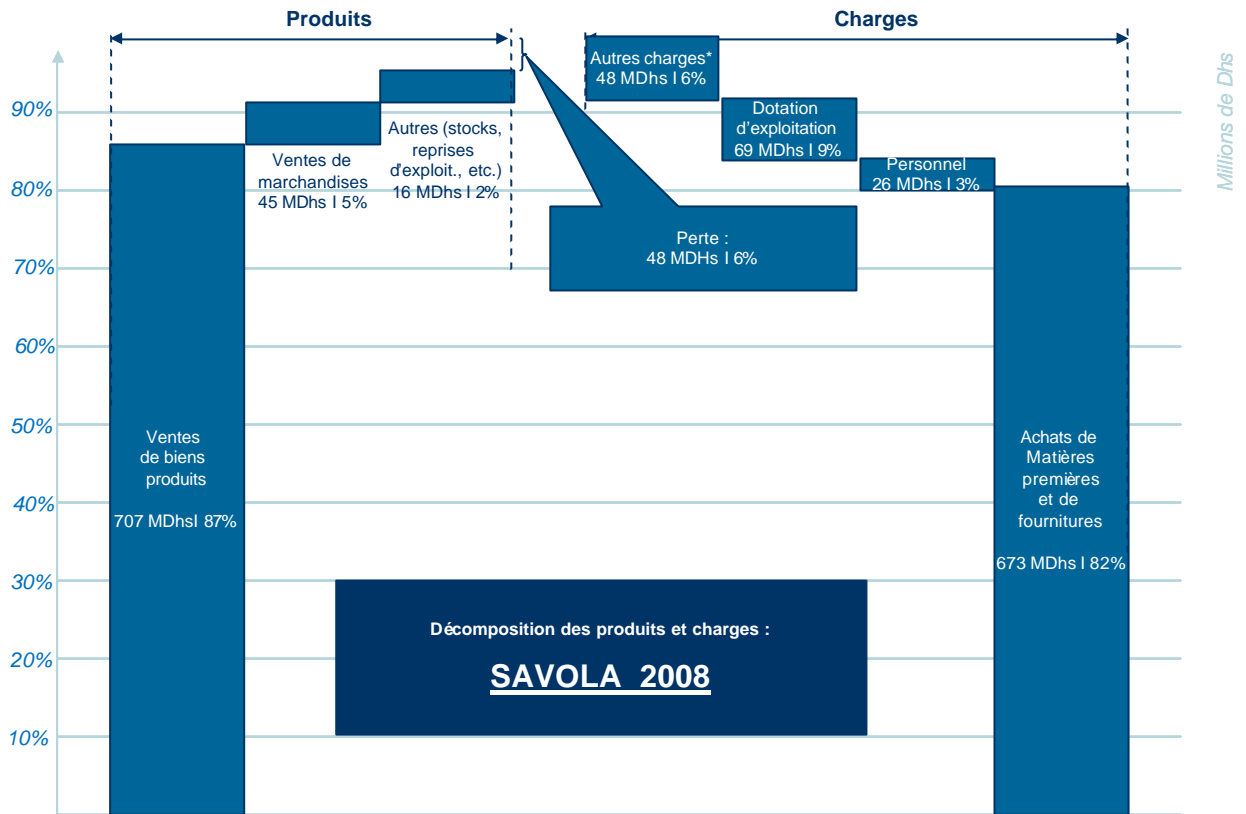 Produits
Charges
Millions de Dhs
90%
80%
70%
60%
50%
40%
30%
20%
10%
Ventes
de biens
produits
707 MDhsI 87%
Ventes de
marchandises
45 MDhs I 5%
Autres (stocks,
reprises
d'exploit., etc.)
16 MDhs I 2%
Perte :
48 MDHs I 6%
Autres charges*
48 MDhs I 6%
Dotation
d'exploitation
69 MDhs I 9%
Personnel
26 MDhs I 3%
Achats de
Matières
premières
et de
fournitures
673 MDhs I 82%
Décomposition des produits et charges :
SAVOLA 2008